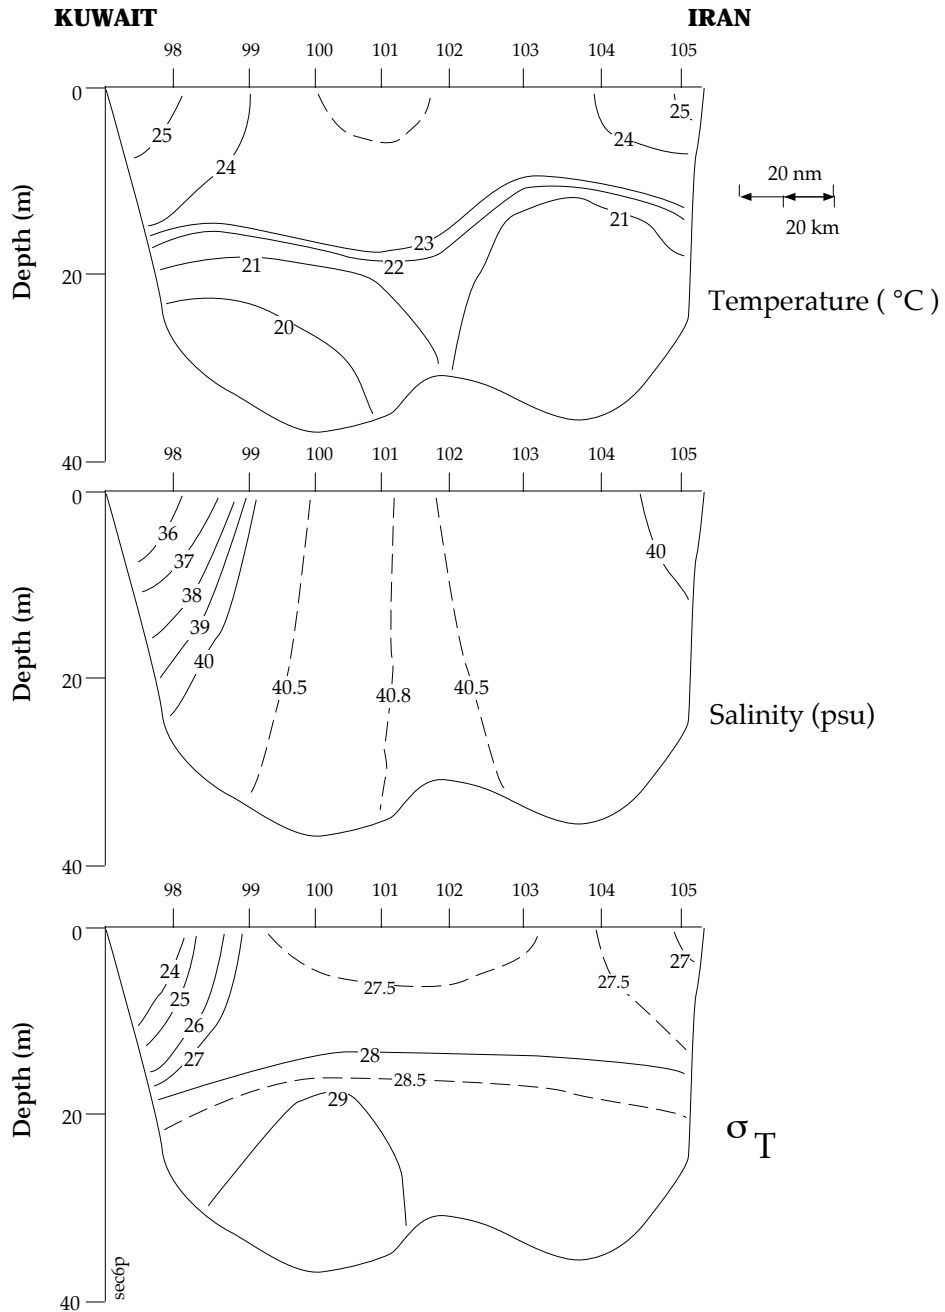 KUWAIT IRAN
98 99 100 101 102 103 104 105
0
25
25
24
24
20 nm
20 km
21
23
22
21
20
20
40
Depth (m)
Temperature ( °C )
98 99 100 101 102 103 104 105
0
36
37
38
39
40
40
40.5 40.8 40.5
20
40
Depth (m)
Salinity (psu)
98 99 100 101 102 103 104 105
0
24
25
26
27
27.5
27.5
27
28
28.5
29
20
40
Depth (m)
σ T
sec6p